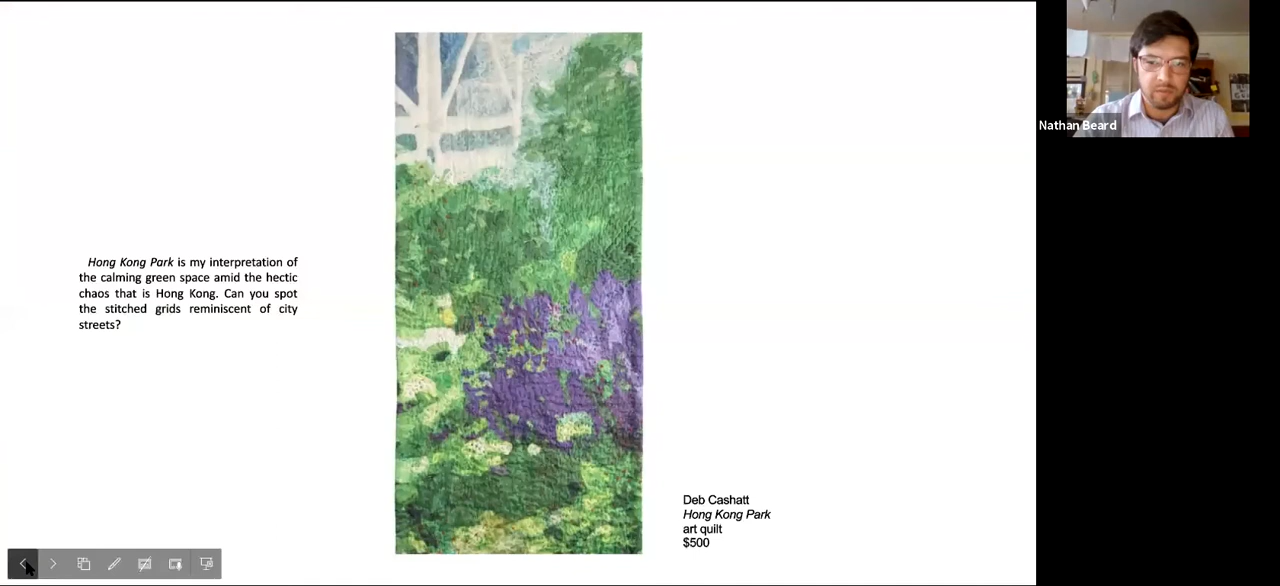 Hong Kong Park is my interpretation of
the calming green space amid the hectic
chaos that is Hong Kong. Can you spot
the stitched grids reminiscent of city
streets?
Deb Cashatt
Hong Kong Park
art quilt
$500
Nathan Beard